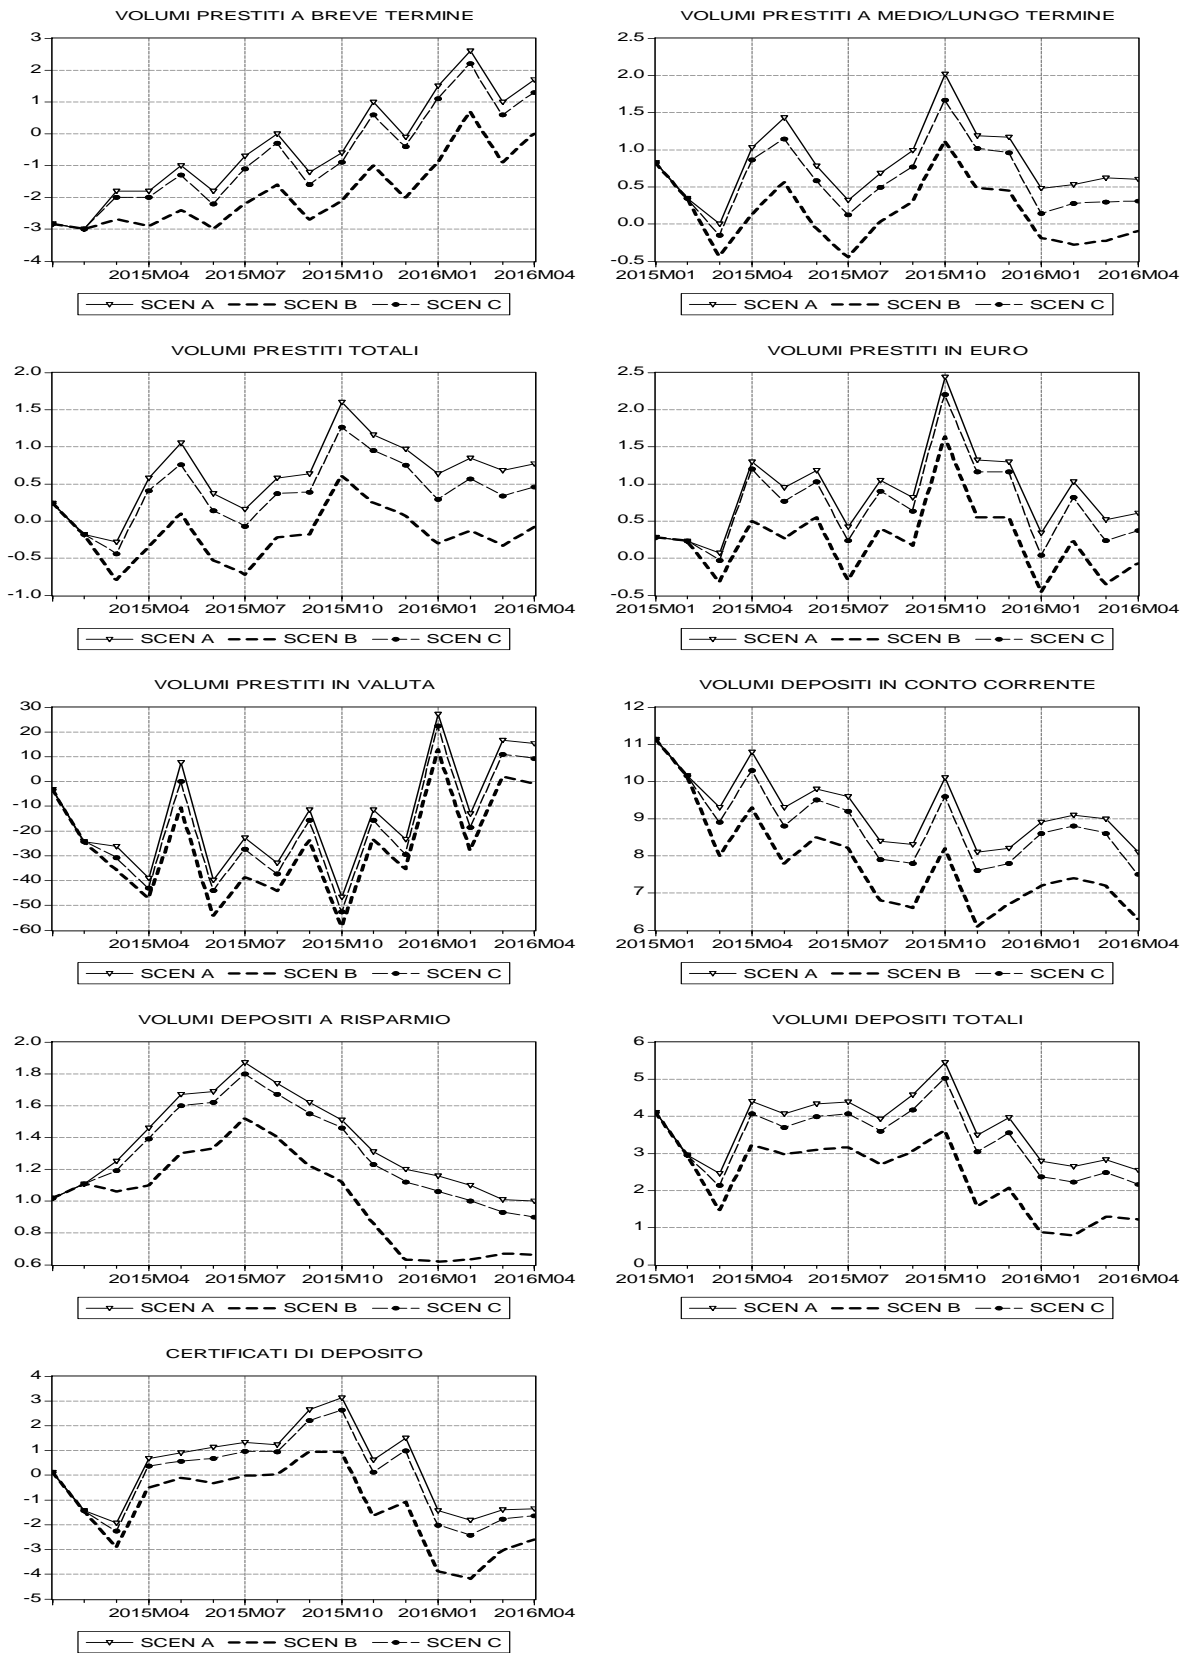 VOLUMI PRESTITI A BREVE TERMINE
3
2
1
0
-1
-2
-3
-4
2015M04 2015M07 2015M10 2016M01 2016M04
SCEN A SCEN B SCEN C
VOLUMI PRESTITI A MEDIO/LUNGO TERMINE
2.5
2.0
1.5
1.0
0.5
0.0
-0.5
2015M01 2015M04 2015M07 2015M10 2016M01 2016M04
SCEN A SCEN B SCEN C
VOLUMI PRESTITI TOTALI
2.0
1.5
1.0
0.5
0.0
-0.5
-1.0
2015M04 2015M07 2015M10 2016M01 2016M04
SCEN A SCEN B SCEN C
VOLUMI PRESTITI IN EURO
2.5
2.0
1.5
1.0
0.5
0.0
-0.5
2015M01 2015M04 2015M07 2015M10 2016M01 2016M04
SCEN A SCEN B SCEN C
VOLUMI PRESTITI IN VALUTA
30
20
10
0
-10
-20
-30
-40
-50
-60
2015M04 2015M07 2015M10 2016M01 2016M04
SCEN A SCEN B SCEN C
VOLUMI DEPOSITI IN CONTO CORRENTE
12
11
10
9
8
7
6
2015M01 2015M04 2015M07 2015M10 2016M01 2016M04
SCEN A SCEN B SCEN C
VOLUMI DEPOSITI A RISPARMIO
2.0
1.8
1.6
1.4
1.2
1.0
0.8
0.6
2015M04 2015M07 2015M10 2016M01 2016M04
SCEN A SCEN B SCEN C
VOLUMI DEPOSITI TOTALI
6
5
4
3
2
1
0
2015M01 2015M04 2015M07 2015M10 2016M01 2016M04
SCEN A SCEN B SCEN C
CERTIFICATI DI DEPOSITO
4
3
2
1
0
-1
-2
-3
-4
-5
2015M04 2015M07 2015M10 2016M01 2016M04
SCEN A SCEN B SCEN C